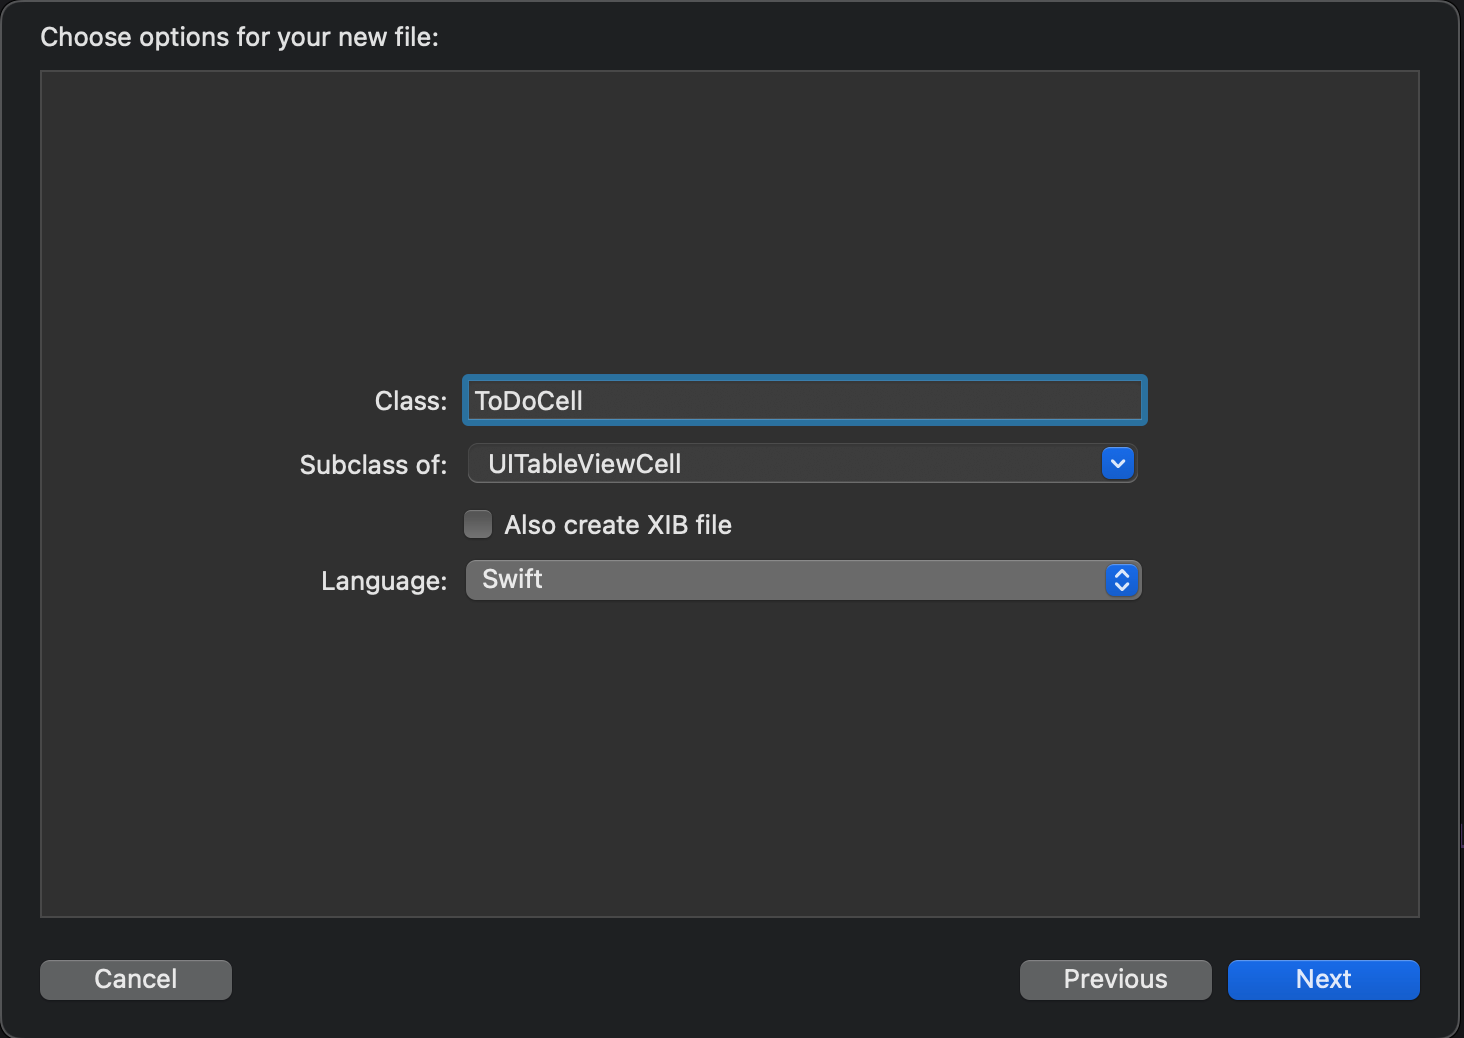 Choose options for your new file:
Class: ToDoCell
Subclass of: UITableViewCell
Also create XIB file
Language: Swift
Cancel Previous Next